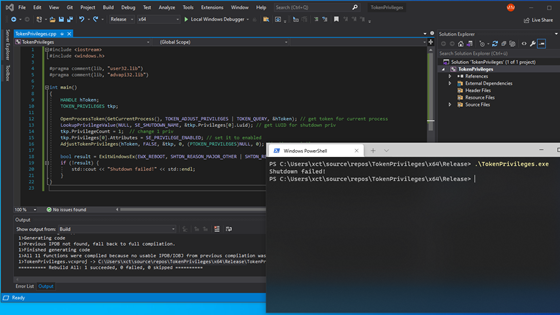 File Edit View Git Project Build Debug Test Analyze Tools Extensions Window Help Search (Ctrl+Q) TokenPrivileges
Release x64 Local Windows Debugger Live Share
Server Explorer
Toolbox
TokenPrivileges.cpp
TokenPrivileges (Global Scope)
#include <iostream>
#include <windows.h>
#pragma comment(lib, "user32.lib")
#pragma comment(lib, "advapi32.lib")
int main()
{
HANDLE hToken;
TOKEN_PRIVILEGES tkp;
OpenProcessToken(GetCurrentProcess(), TOKEN_ADJUST_PRIVILEGES | TOKEN_QUERY, &hToken); // get token for current process
LookupPrivilegeValue(NULL, SE_SHUTDOWN_NAME, &tkp.Privileges[0].Luid); // get LUID for shutdown priv
tkp.PrivilegeCount = 1; // change 1 priv
tkp.Privileges[0].Attributes = SE_PRIVILEGE_ENABLED; // set it to enabled
AdjustTokenPrivileges(hToken, FALSE, &tkp, 0, (PTOKEN_PRIVILEGES)NULL, 0);
bool result = ExitWindowsEx(EWX_REBOOT, SHTDN_REASON_MAJOR_OTHER |
if (!result) {
std::cout << "Shutdown failed!" << std::endl;
}
}
100 % No issues found
Output
Show output from: Build
1>Generating code
1>Previous IPDB not found, fall back to full compilation.
1>Finished generating code
1>All 11 functions were compiled because no usable IPDB/IOBJ from previous compilation was
1>TokenPrivileges.vcxproj -> C:\Users\xct\source\repos\TokenPrivileges\x64\Release\TokenP
========== Rebuild All: 1 succeeded, 0 failed, 0 skipped ==========
Error List Output
Ready
Solution Explorer
Search Solution Explorer (Ctrl+ü)
Solution 'TokenPrivileges' (1 of 1 project)
TokenPrivileges
References
External Dependencies
Header Files
Resource Files
Source Files
Windows PowerShell
PS C:\Users\xct\source\repos\TokenPrivileges\x64\Release> .\TokenPrivileges.exe
Shutdown failed!
PS C:\Users\xct\source\repos\TokenPrivileges\x64\Release>